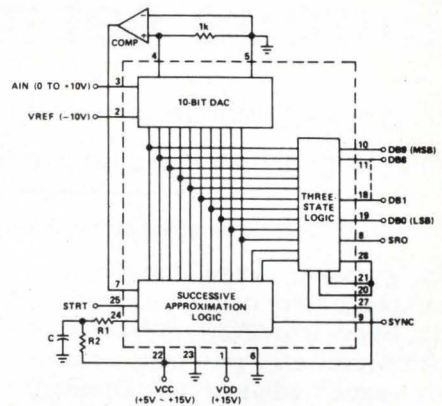 1k
COMP
4
5
AIN (0 TO +10V)
3
10-BIT DAC
VREF (−10V)
2
10
DB9 (MSB)
DB8
11
THREE-
STATE
LOGIC
18
DB1
19
DB0 (LSB)
8
SRO
28
21
20
27
7
STRT
25
SUCCESSIVE
APPROXIMATION
LOGIC
24
9
SYNC
R1
C
R2
22
23
1
6
VCC
(+5V ~ +15V)
VDD
(+15V)